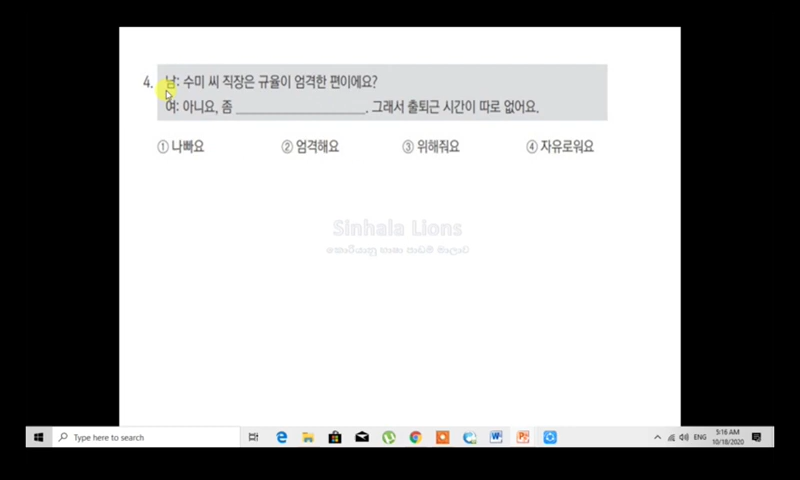 4. 남: 수미 씨 직장은 규율이 엄격한 편이에요?
여: 아니요, 좀 ____________________. 그래서 출퇴근 시간이 따로 없어요.
① 나빠요 ② 엄격해요 ③ 위해줘요 ④ 자유로워요
Sinhala Lions
කොරියානු භාෂා පාඩම් මාලාව
Type here to search
ENG
5:16 AM
10/18/2020